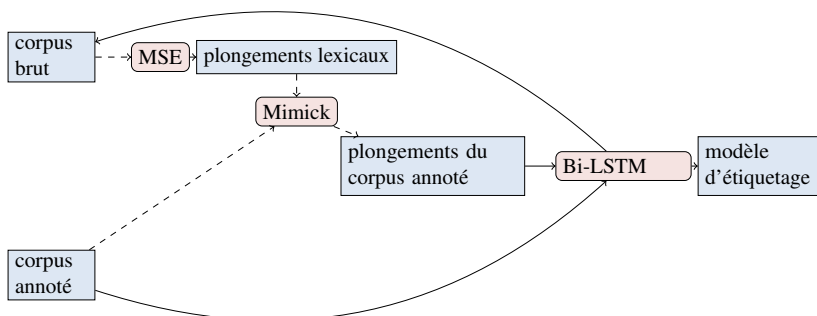 corpus
brut
MSE
plongements lexicaux
Mimick
plongements du
corpus annoté
Bi-LSTM
modèle
d'étiquetage
corpus
annoté